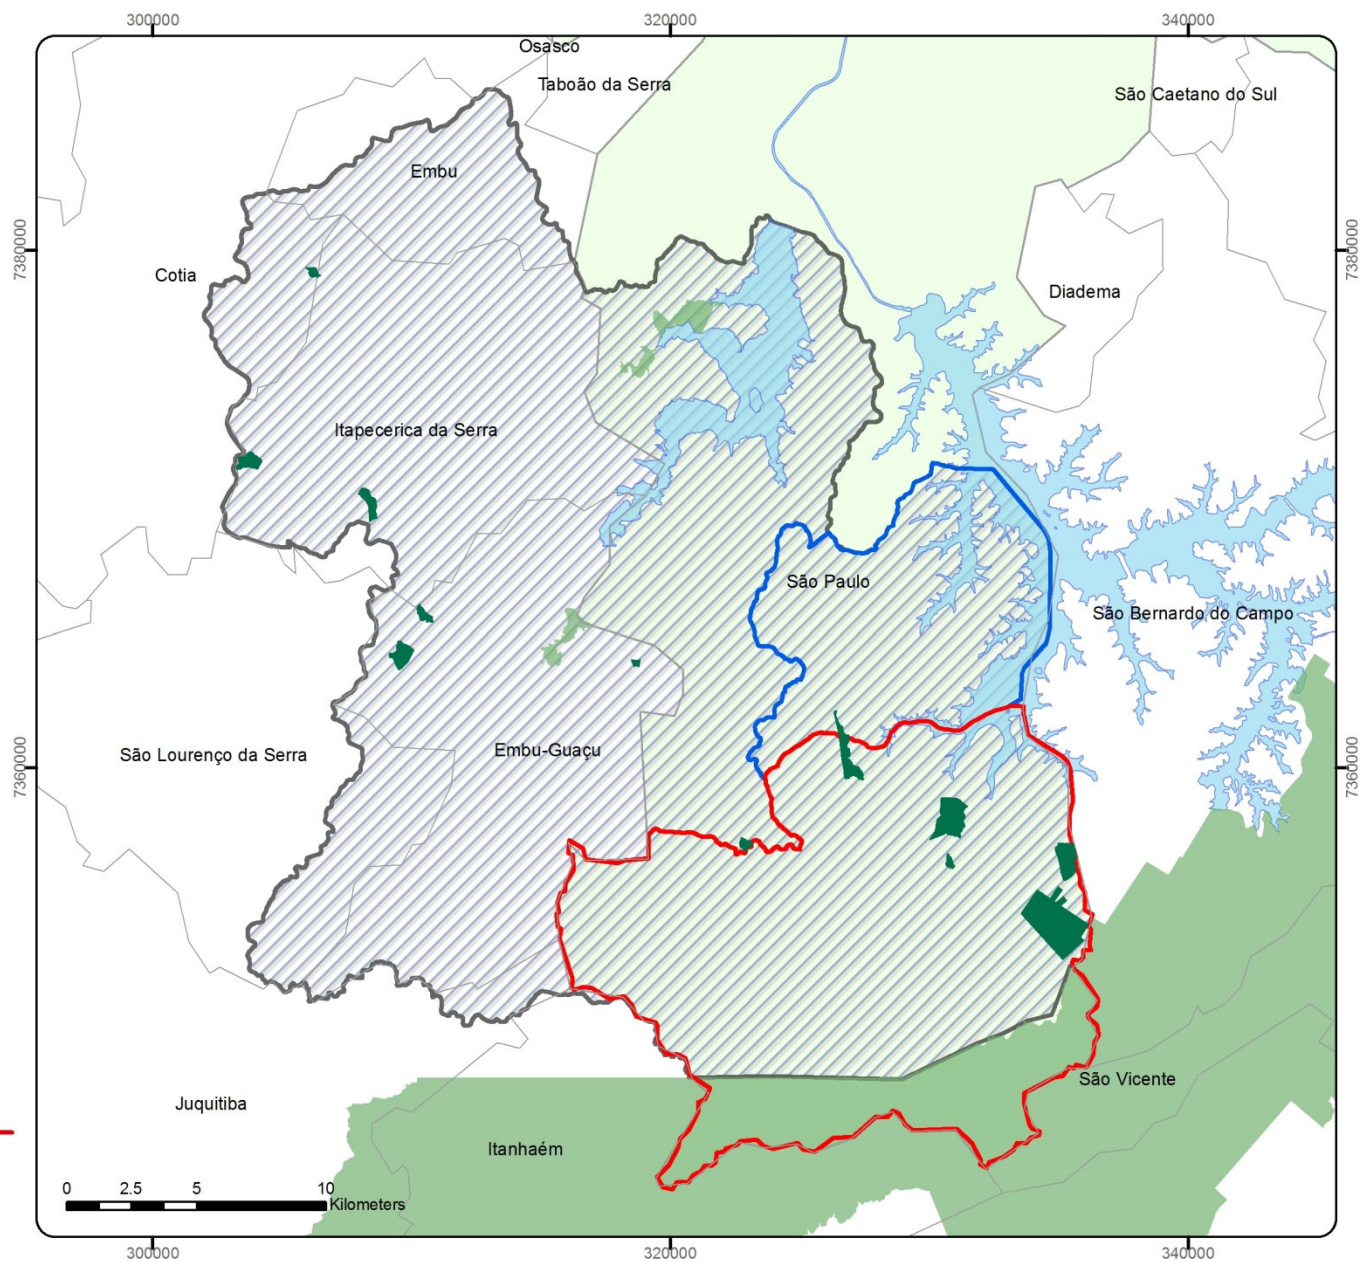 300000
320000
340000
Osasco
Taboão da Serra
São Caetano do Sul
Embu
7380000
7380000
Cotia
Diadema
Itapecerica da Serra
São Paulo
São Bernardo do Campo
São Lourenço da Serra
Embu-Guaçu
7360000
7360000
São Vicente
Juquitiba
Itanhaém
0 2.5 5 10
Kilometers
300000
320000
340000